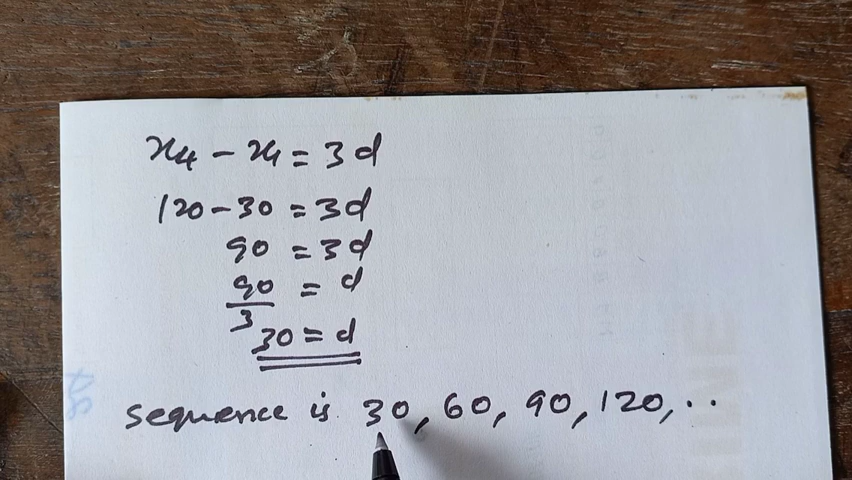 x₄ - x₁ = 3d
120 - 30 = 3d
90 = 3d
90/3 = d
30 = d
sequence is 30, 60, 90, 120, ..